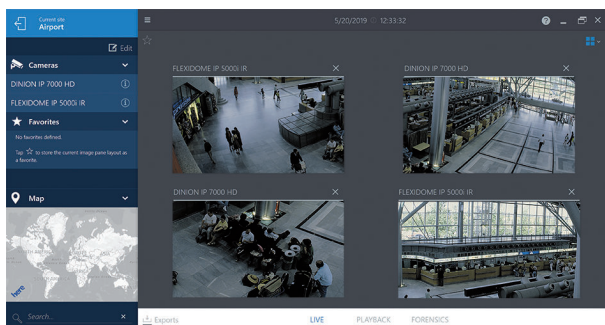 Current site
Airport
Edit
Cameras
DINION IP 7000 HD
FLEXIDOME IP 5000i IR
Favorites
No favorites defined.
Tap ☆ to store the current image pane layout as
a favorite.
Map
here
Search...
5/20/2019 12:33:32
FLEXIDOME IP 5000i IR
DINION IP 7000 HD
DINION IP 7000 HD
FLEXIDOME IP 5000i IR
Exports
LIVE
PLAYBACK
FORENSICS